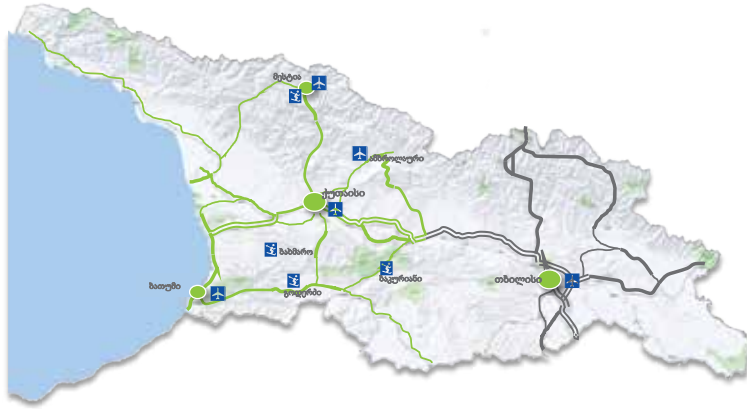 მესტია
ამბროლაური
ქუთაისი
ბახმარო
ბაკურიანი
თბილისი
ბათუმი
გოდერძი